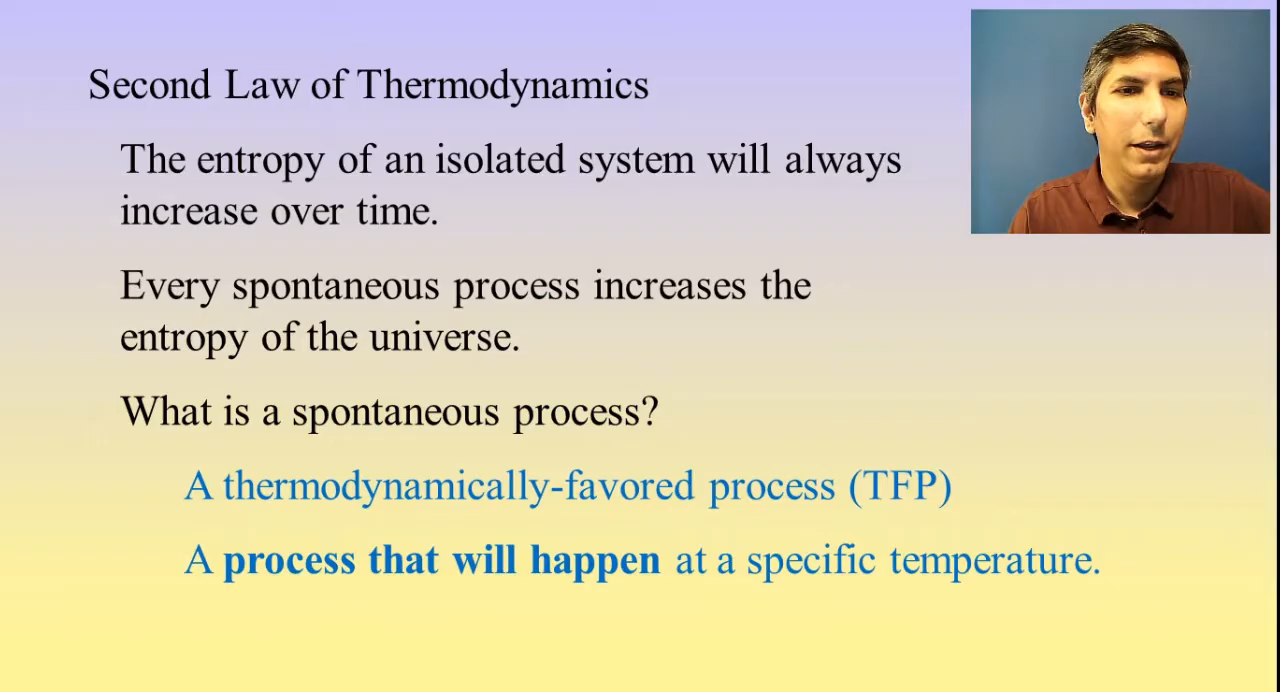 Second Law of Thermodynamics
The entropy of an isolated system will always
increase over time.
Every spontaneous process increases the
entropy of the universe.
What is a spontaneous process?
A thermodynamically-favored process (TFP)
A process that will happen at a specific temperature.